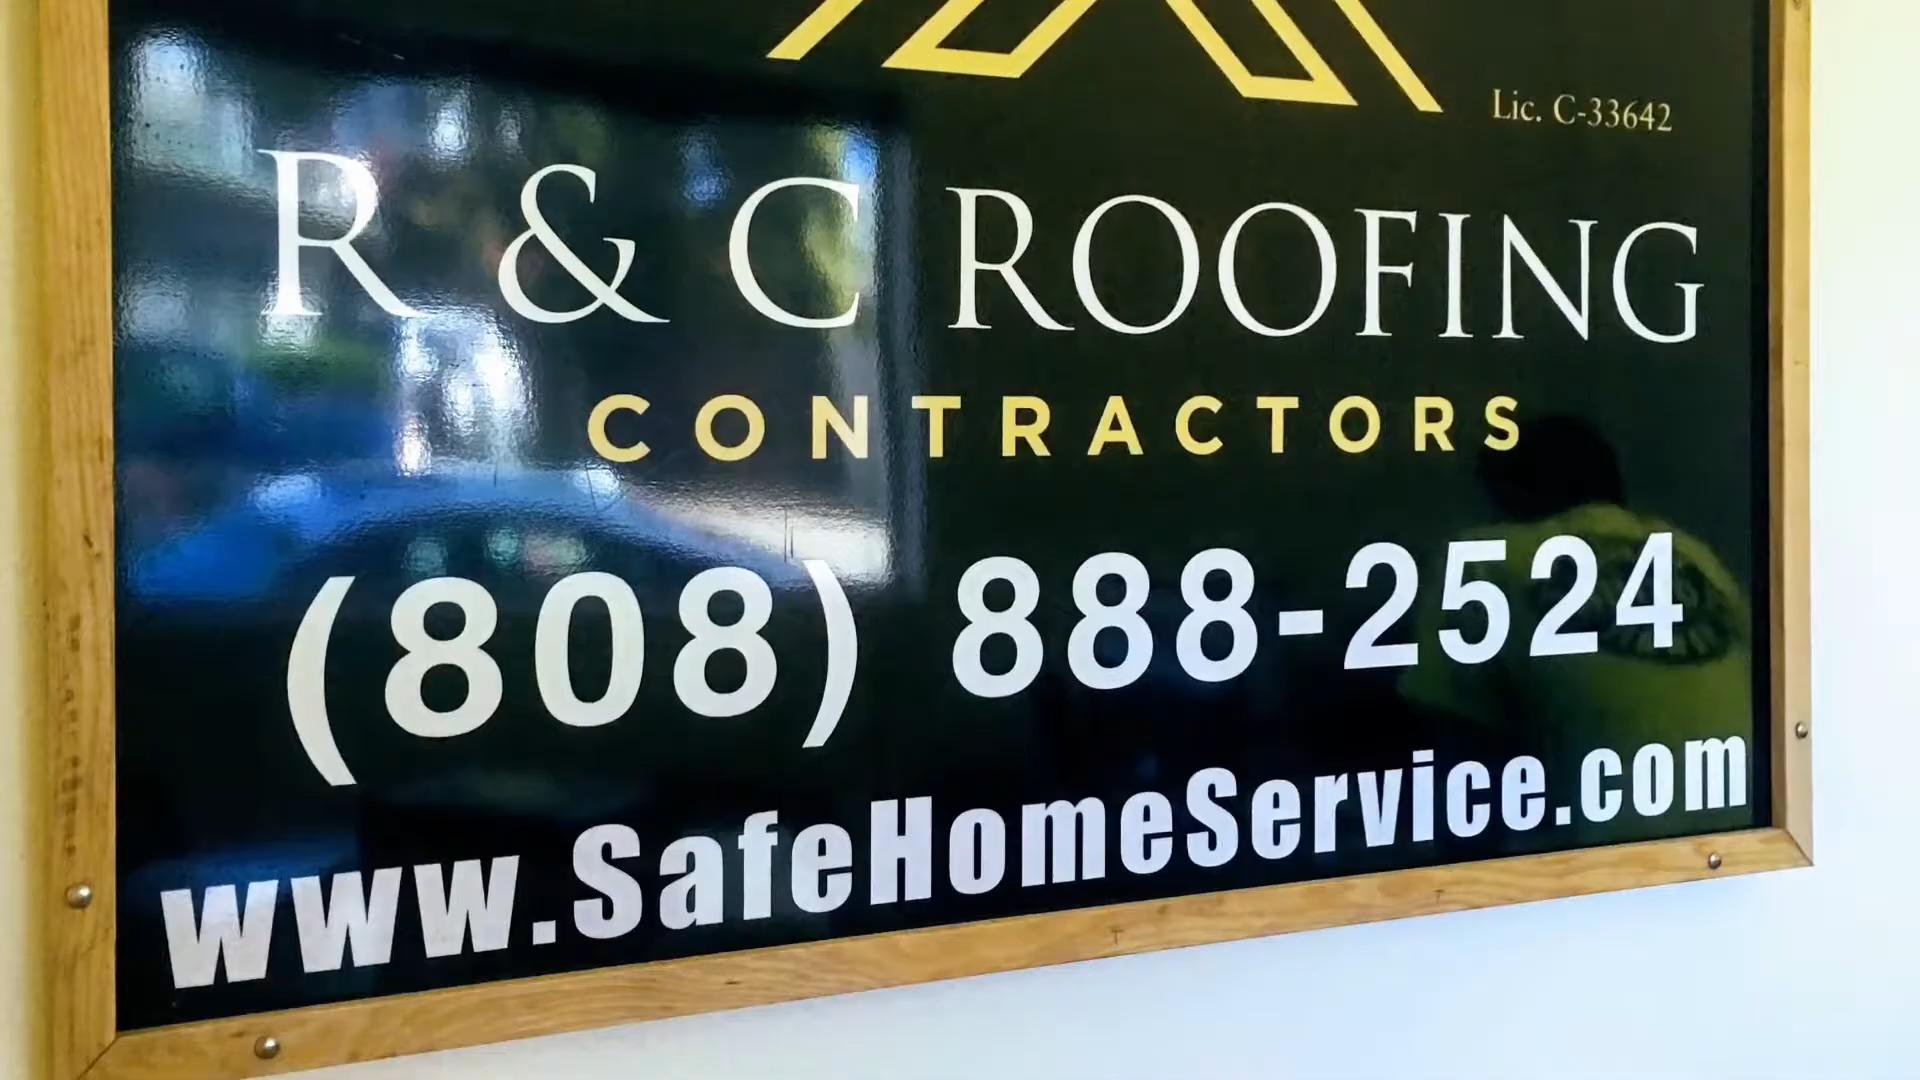 Lic. C-33642
R & C ROOFING
CONTRACTORS
(808) 888-2524
www.SafeHomeService.com